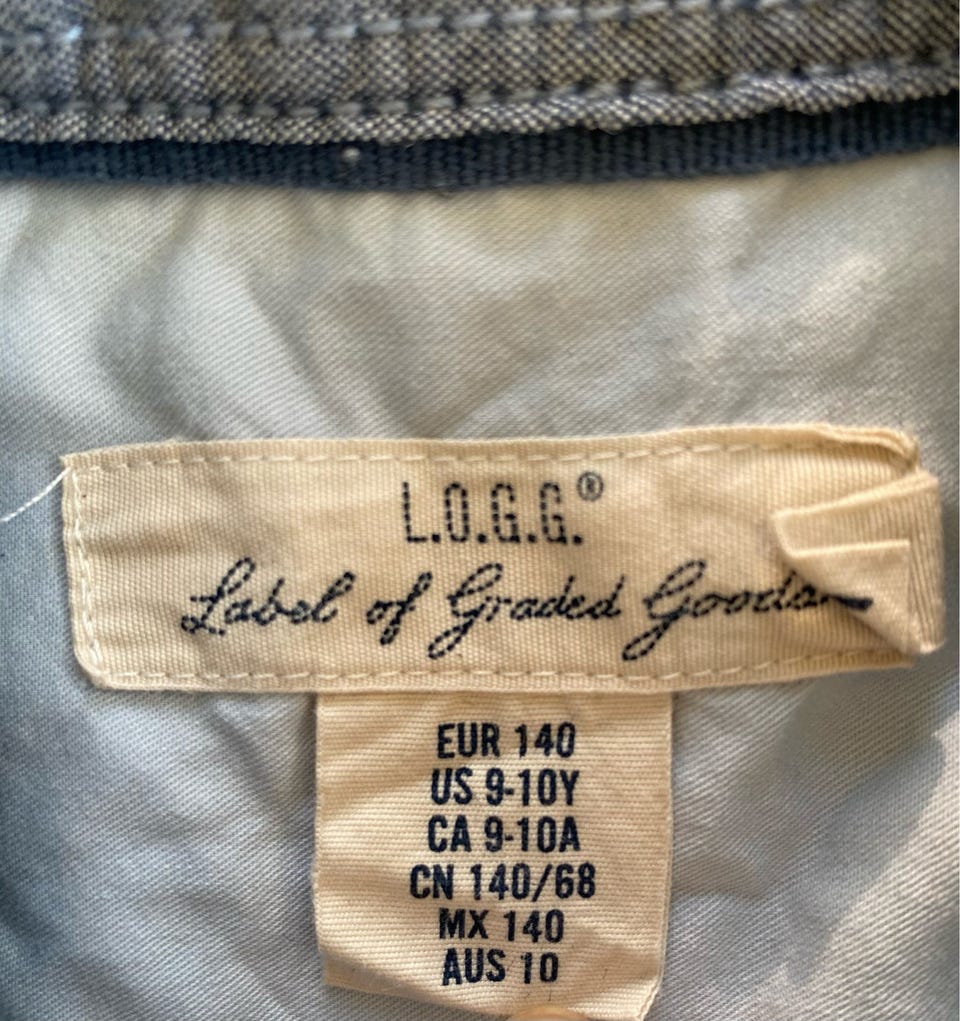 L.O.G.G.®
Label of Graded Goods
EUR 140
US 9-10Y
CA 9-10A
CN 140/68
MX 140
AUS 10